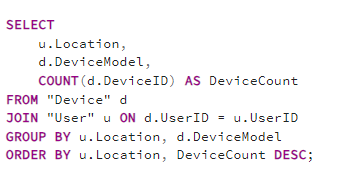 SELECT
    u.Location,
    d.DeviceModel,
    COUNT(d.DeviceID) AS DeviceCount
FROM "Device" d
JOIN "User" u ON d.UserID = u.UserID
GROUP BY u.Location, d.DeviceModel
ORDER BY u.Location, DeviceCount DESC;